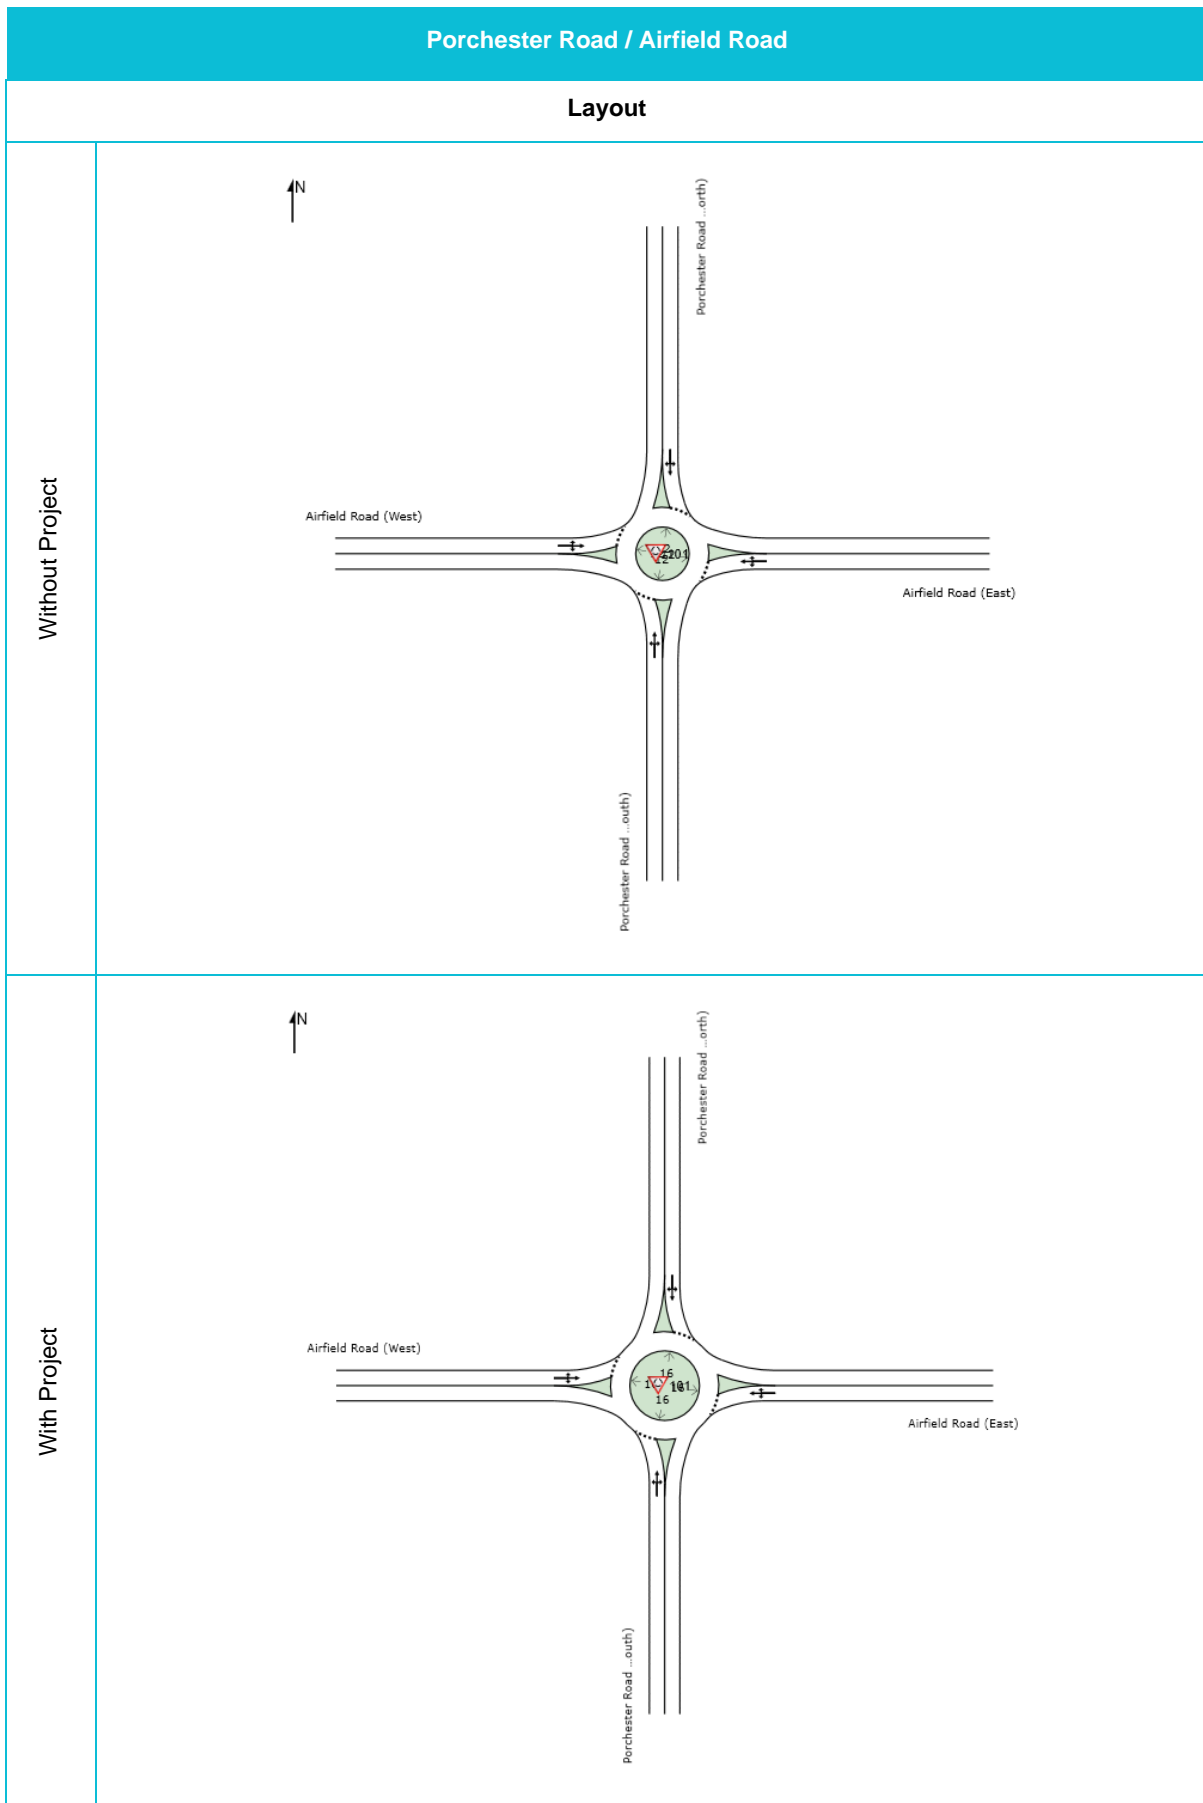 Porchester Road / Airfield Road
Layout
Without Project
N
Porchester Road ...orth)
Airfield Road (West)
12
Airfield Road (East)
Porchester Road ...outh)
With Project
N
Porchester Road ...orth)
Airfield Road (West)
16
16
Airfield Road (East)
Porchester Road ...outh)